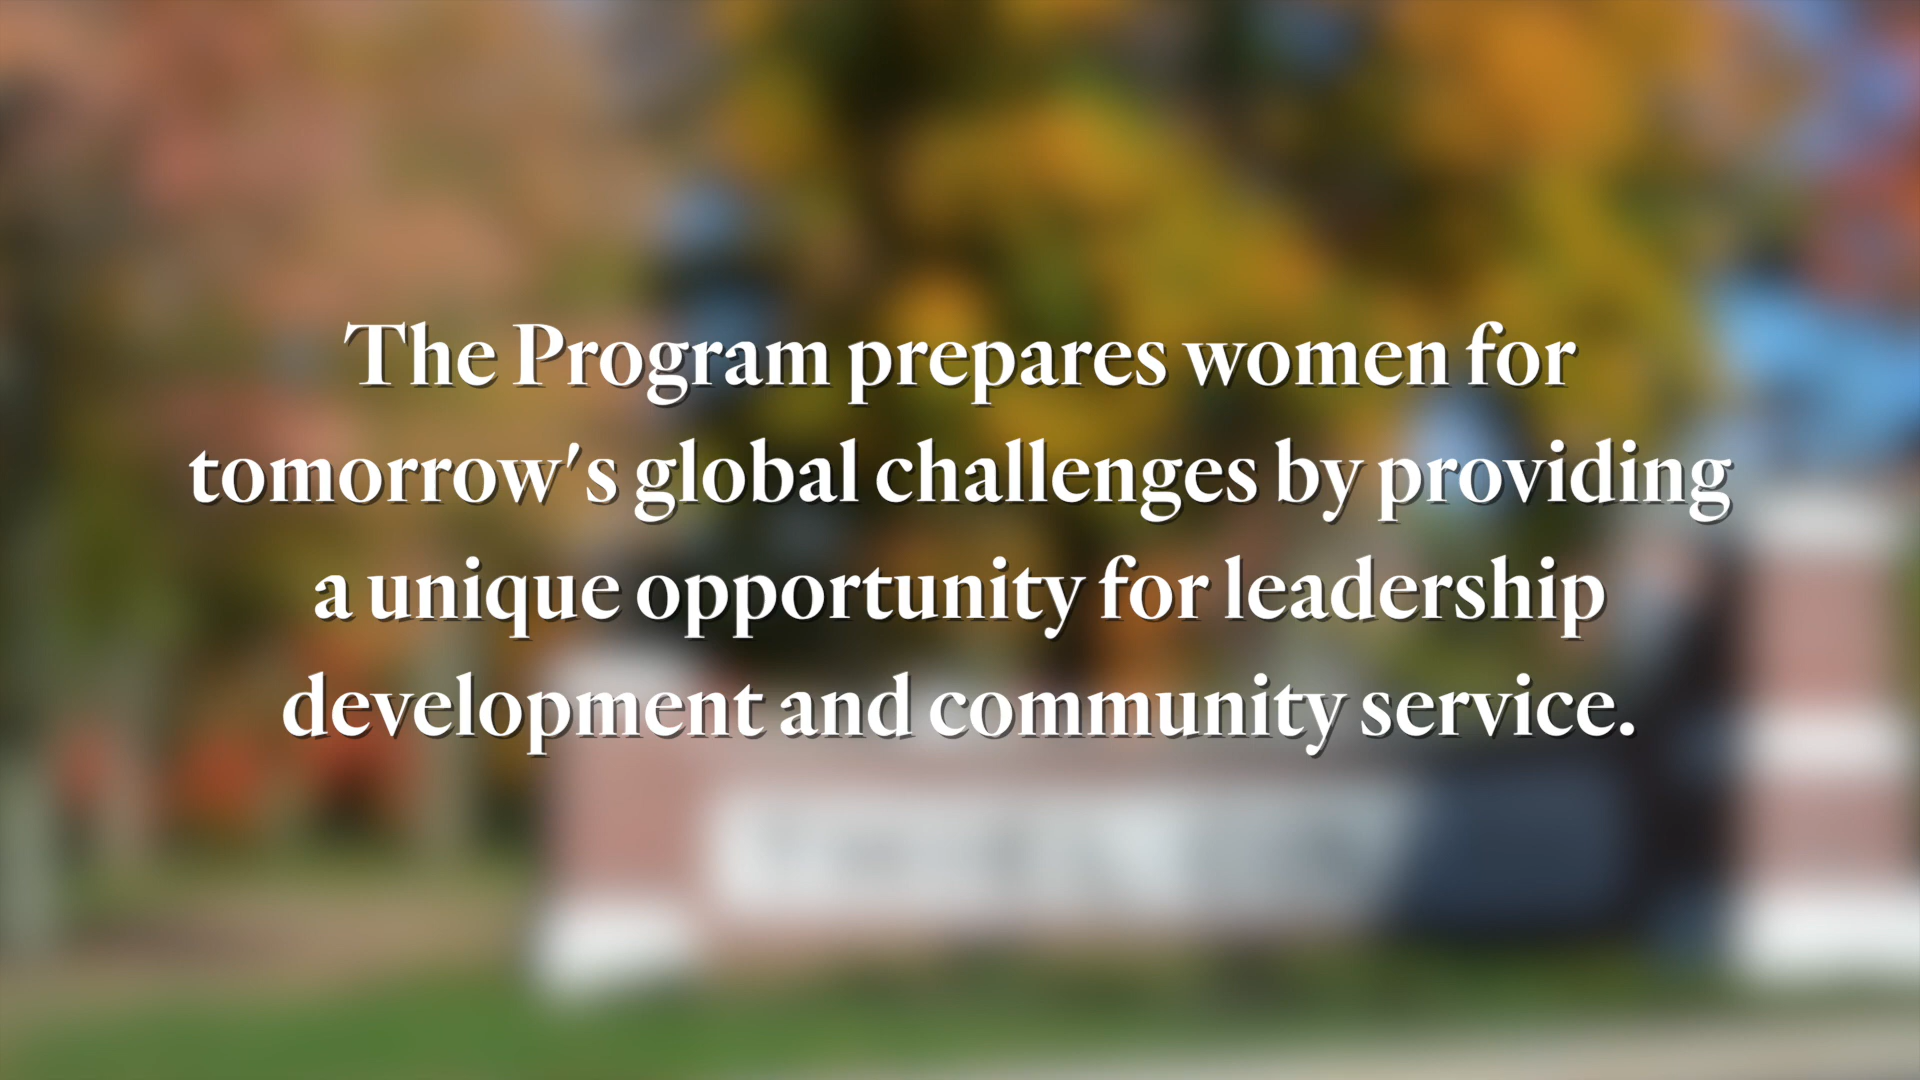 The Program prepares women for
tomorrow's global challenges by providing
a unique opportunity for leadership
development and community service.